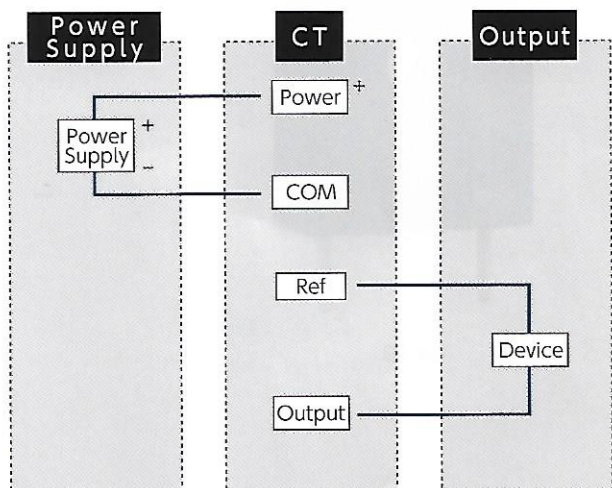 Power
Supply
CT
Output
Power +
Power
Supply
+
−
COM
Ref
Device
Output